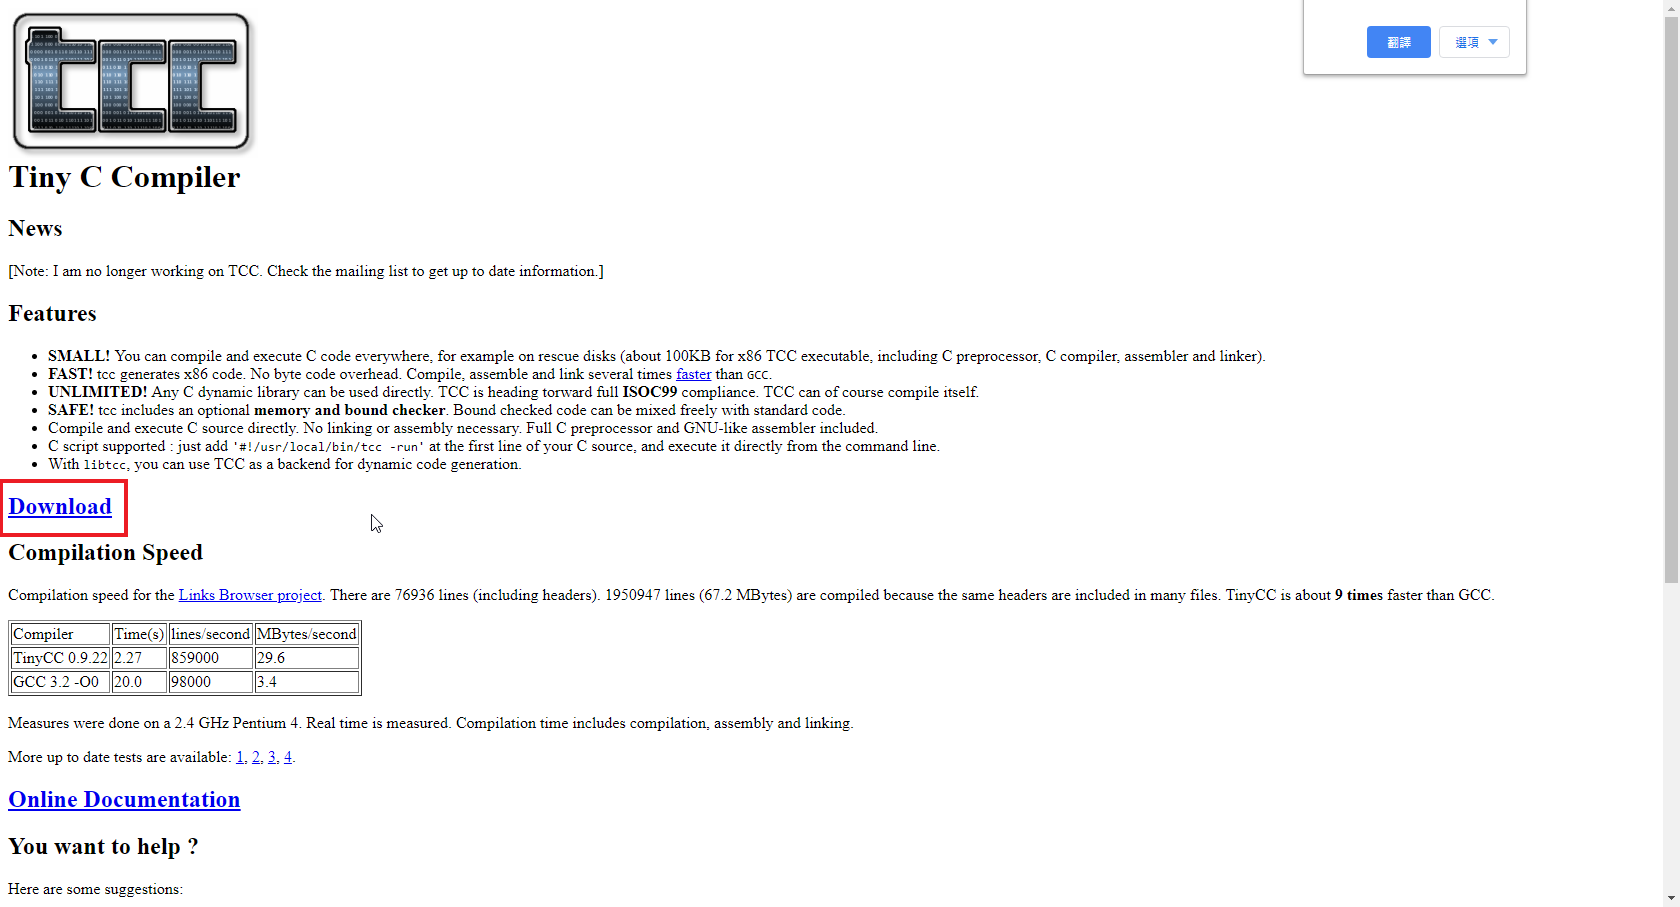 翻譯
選項
tcc
Tiny C Compiler
News
[Note: I am no longer working on TCC. Check the mailing list to get up to date information.]
Features
• SMALL! You can compile and execute C code everywhere, for example on rescue disks (about 100KB for x86 TCC executable, including C preprocessor, C compiler, assembler and linker).
• FAST! tcc generates x86 code. No byte code overhead. Compile, assemble and link several times faster than GCC.
• UNLIMITED! Any C dynamic library can be used directly. TCC is heading torward full ISOC99 compliance. TCC can of course compile itself.
• SAFE! tcc includes an optional memory and bound checker. Bound checked code can be mixed freely with standard code.
• Compile and execute C source directly. No linking or assembly necessary. Full C preprocessor and GNU-like assembler included.
• C script supported : just add '#!/usr/local/bin/tcc -run' at the first line of your C source, and execute it directly from the command line.
• With libtcc, you can use TCC as a backend for dynamic code generation.
Download
Compilation Speed
Compilation speed for the Links Browser project. There are 76936 lines (including headers). 1950947 lines (67.2 MBytes) are compiled because the same headers are included in many files. TinyCC is about 9 times faster than GCC.
Compiler Time(s) lines/second MBytes/second
TinyCC 0.9.22 2.27 859000 29.6
GCC 3.2 -O0 20.0 98000 3.4
Measures were done on a 2.4 GHz Pentium 4. Real time is measured. Compilation time includes compilation, assembly and linking.
More up to date tests are available: 1, 2, 3, 4.
Online Documentation
You want to help ?
Here are some suggestions: